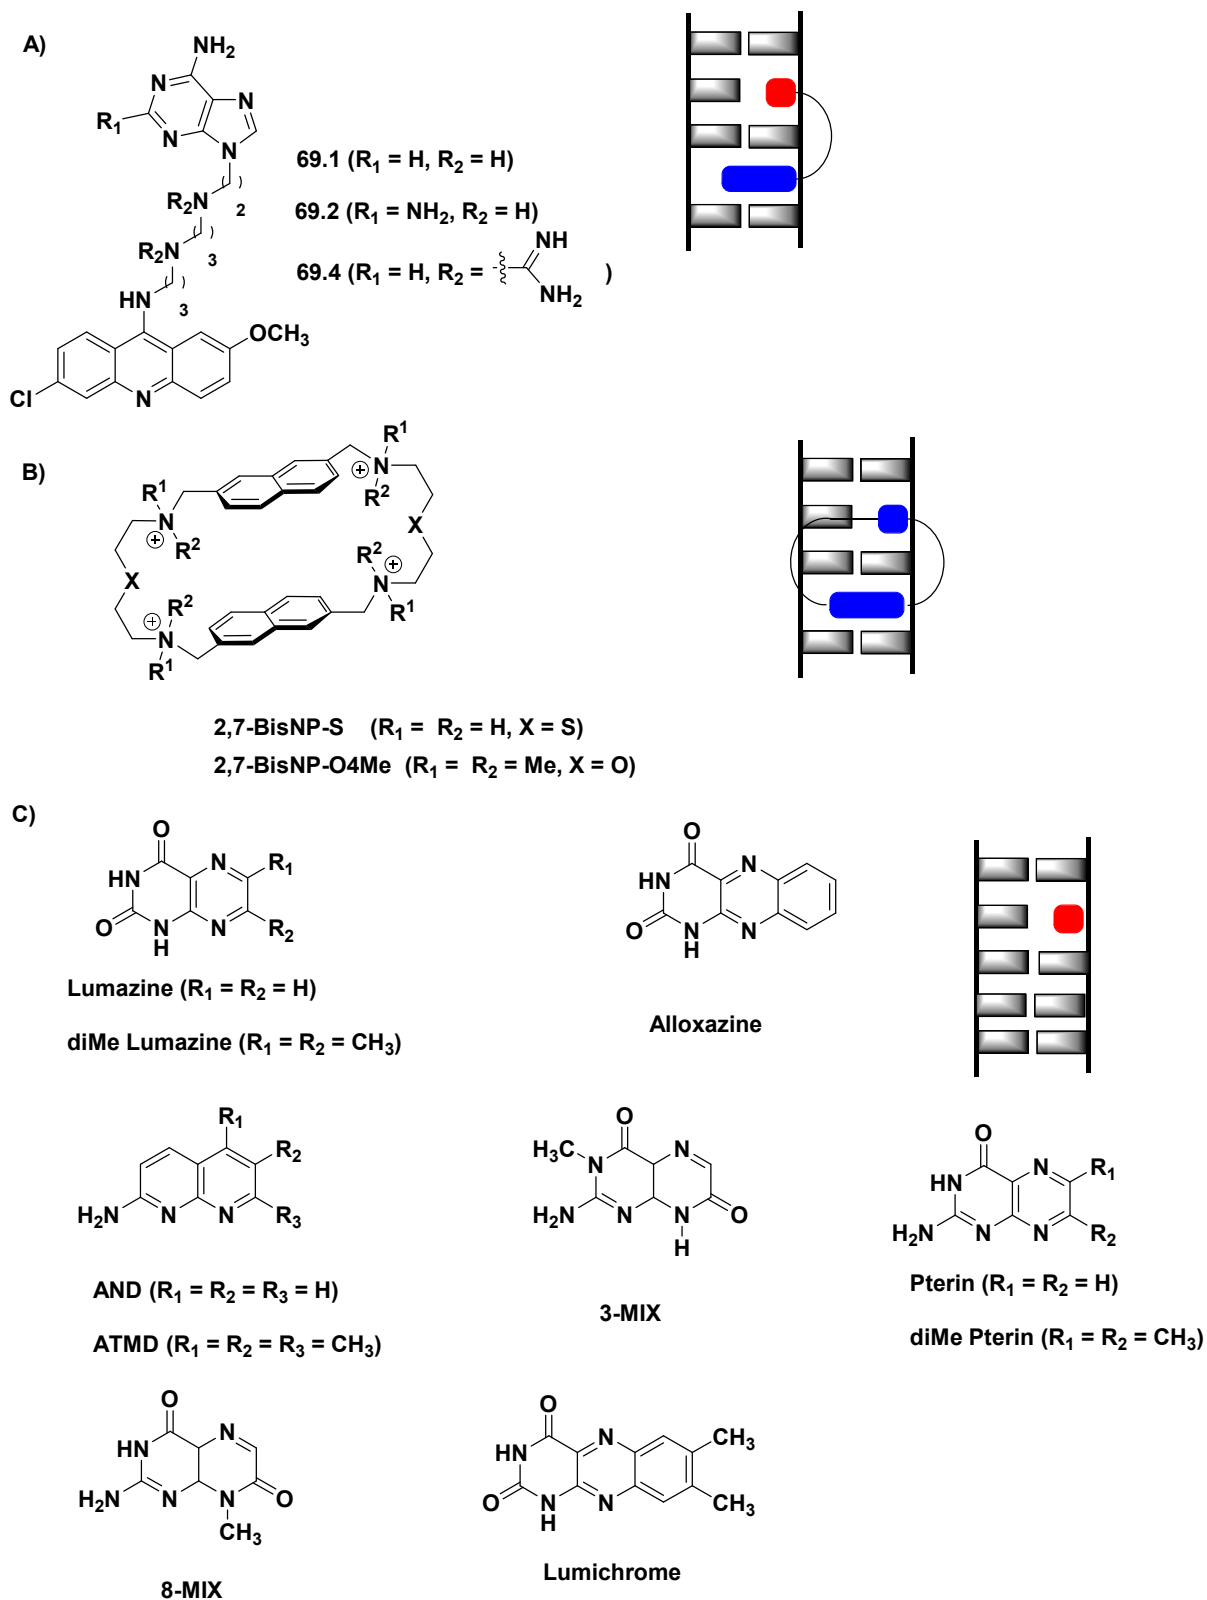 A)
NH2
N
N
N
N
R1
R2N
2
R2N
3
HN
3
OCH3
Cl
N
69.1 (R1 = H, R2 = H)
69.2 (R1 = NH2, R2 = H)
69.4 (R1 = H, R2 = )
NH
NH2
B)
R1
N
R2
R1
N
R2
X
X
R2
N
R1
R2
N
R1
2,7-BisNP-S (R1 = R2 = H, X = S)
2,7-BisNP-O4Me (R1 = R2 = Me, X = O)
C)
O
HN
N
R1
O
N
H
N
R2
Lumazine (R1 = R2 = H)
diMe Lumazine (R1 = R2 = CH3)
O
HN
N
O
N
H
N
Alloxazine
R1
R2
H2N
N
N
R3
AND (R1 = R2 = R3 = H)
ATMD (R1 = R2 = R3 = CH3)
O
H3C
N
N
H2N
N
N
H
O
3-MIX
O
HN
N
R1
H2N
N
N
R2
Pterin (R1 = R2 = H)
diMe Pterin (R1 = R2 = CH3)
O
HN
N
H2N
N
N
O
CH3
8-MIX
O
HN
N
CH3
O
N
H
N
CH3
Lumichrome